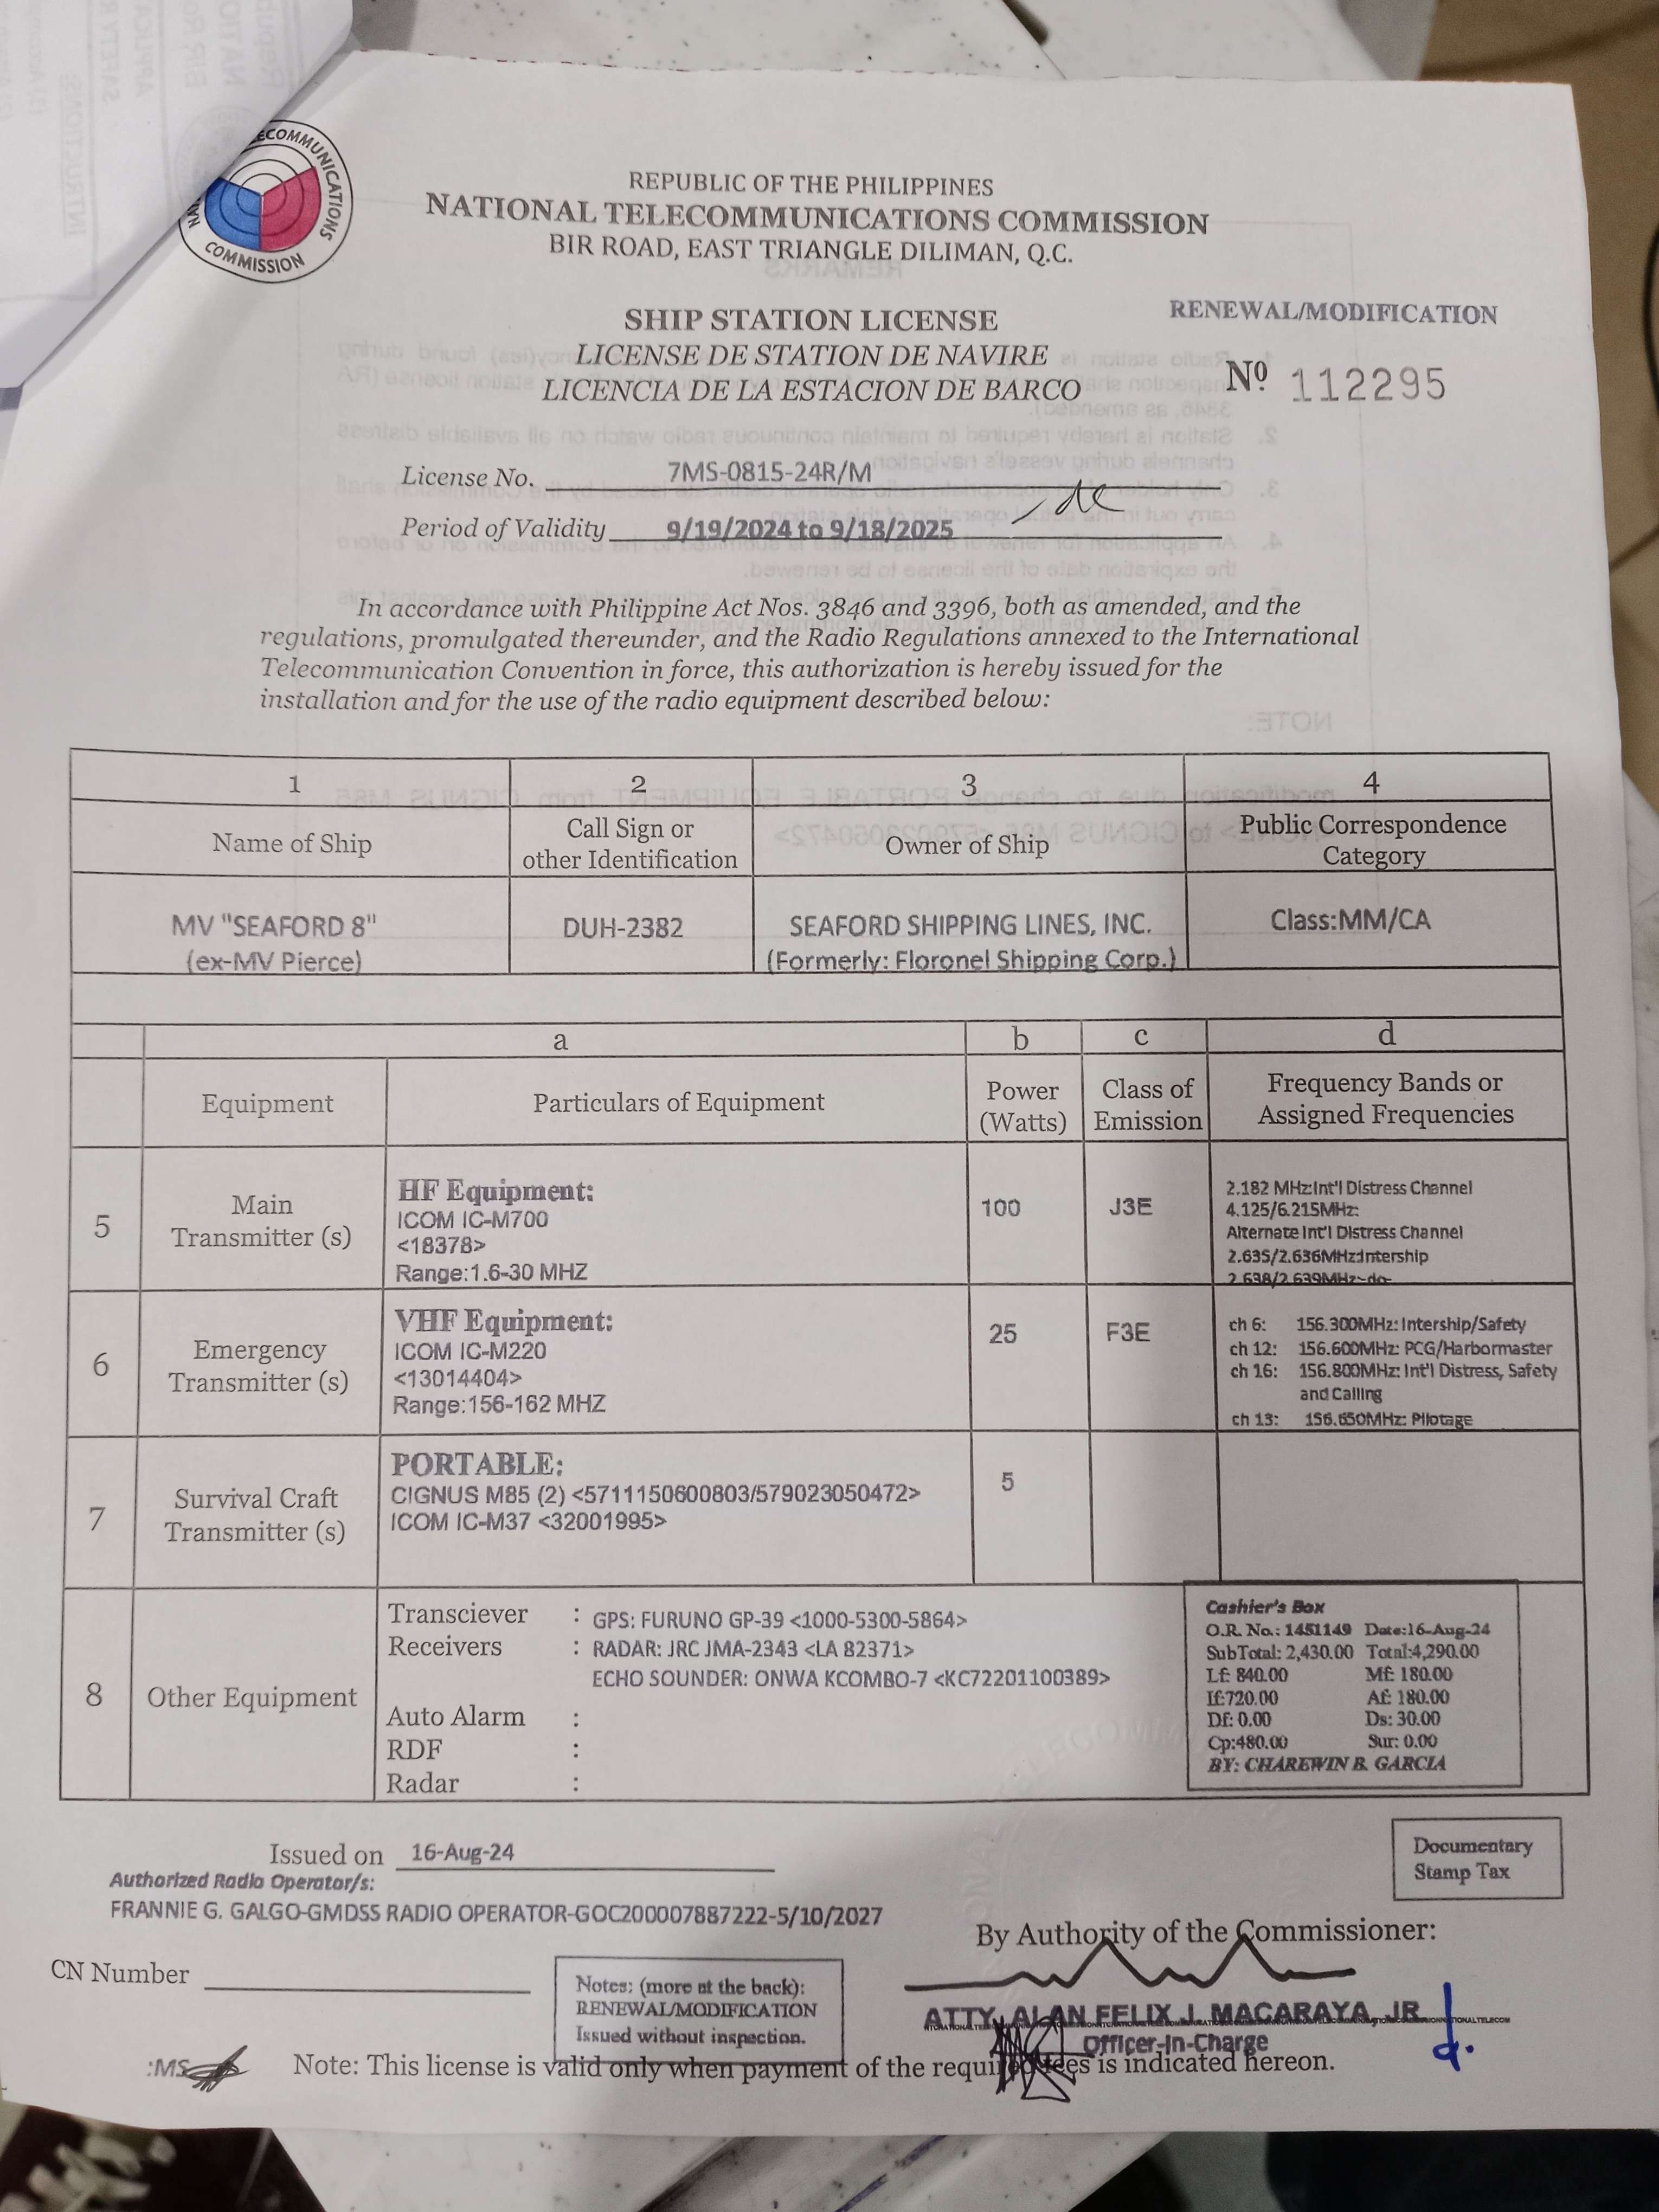 REPUBLIC OF THE PHILIPPINES
NATIONAL TELECOMMUNICATIONS COMMISSION
BIR ROAD, EAST TRIANGLE DILIMAN, Q.C.
ECOMMUNICATIONS
COMMISSION
SHIP STATION LICENSE
RENEWAL/MODIFICATION
LICENSE DE STATION DE NAVIRE
LICENCIA DE LA ESTACION DE BARCO
Nº 112295
License No. 7MS-0815-24R/M
Period of Validity 9/19/2024 to 9/18/2025
In accordance with Philippine Act Nos. 3846 and 3396, both as amended, and the
regulations, promulgated thereunder, and the Radio Regulations annexed to the International
Telecommunication Convention in force, this authorization is hereby issued for the
installation and for the use of the radio equipment described below:
1 2 3 4
Name of Ship
Call Sign or
other Identification
Owner of Ship
Public Correspondence
Category
MV "SEAFORD 8"
(ex-MV Pierce)
DUH-2382
SEAFORD SHIPPING LINES, INC.
(Formerly: Floronel Shipping Corp.)
Class:MM/CA
a b c d
Equipment
Particulars of Equipment
Power
(Watts)
Class of
Emission
Frequency Bands or
Assigned Frequencies
5
Main
Transmitter (s)
HF Equipment:
ICOM IC-M700
<18378>
Range:1.6-30 MHZ
100
J3E
2.182 MHz:Int'l Distress Channel
4.125/6.215MHz:
Alternate Int'l Distress Channel
2.635/2.636MHz:Intership
2.638/2.639MHz:-do-
6
Emergency
Transmitter (s)
VHF Equipment:
ICOM IC-M220
<13014404>
Range:156-162 MHZ
25
F3E
ch 6: 156.300MHz: Intership/Safety
ch 12: 156.600MHz: PCG/Harbormaster
ch 16: 156.800MHz: Int'l Distress, Safety
and Calling
ch 13: 156.650MHz: Pilotage
7
Survival Craft
Transmitter (s)
PORTABLE:
CIGNUS M85 (2) <5711150600803/579023050472>
ICOM IC-M37 <32001995>
5
8
Other Equipment
Transciever : GPS: FURUNO GP-39 <1000-5300-5864>
Receivers : RADAR: JRC JMA-2343 <LA 82371>
ECHO SOUNDER: ONWA KCOMBO-7 <KC72201100389>
Auto Alarm :
RDF :
Radar :
Cashier's Box
O.R. No.: 1451149 Date:16-Aug-24
SubTotal: 2,430.00 Total:4,290.00
Lf: 840.00 Mf: 180.00
If:720.00 Af: 180.00
Df: 0.00 Ds: 30.00
Cp:480.00 Sur: 0.00
BY: CHAREWIN B. GARCIA
Issued on 16-Aug-24
Documentary
Stamp Tax
Authorized Radio Operator/s:
FRANNIE G. GALGO-GMDSS RADIO OPERATOR-GOC200007887222-5/10/2027
By Authority of the Commissioner:
CN Number
Notes: (more at the back):
RENEWAL/MODIFICATION
Issued without inspection.
ATTY. ALAN FELIX J. MACARAYA, JR
Officer-In-Charge
:MS
Note: This license is valid only when payment of the required fees is indicated hereon.